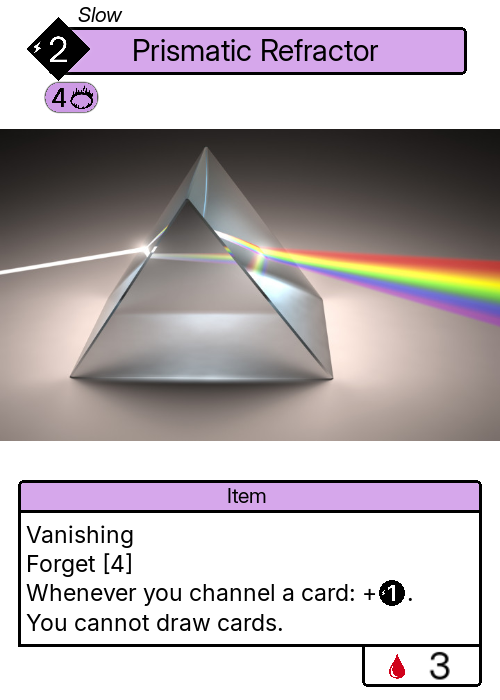 Slow
2
Prismatic Refractor
4
Item
Vanishing
Forget [4]
Whenever you channel a card: +1.
You cannot draw cards.
3